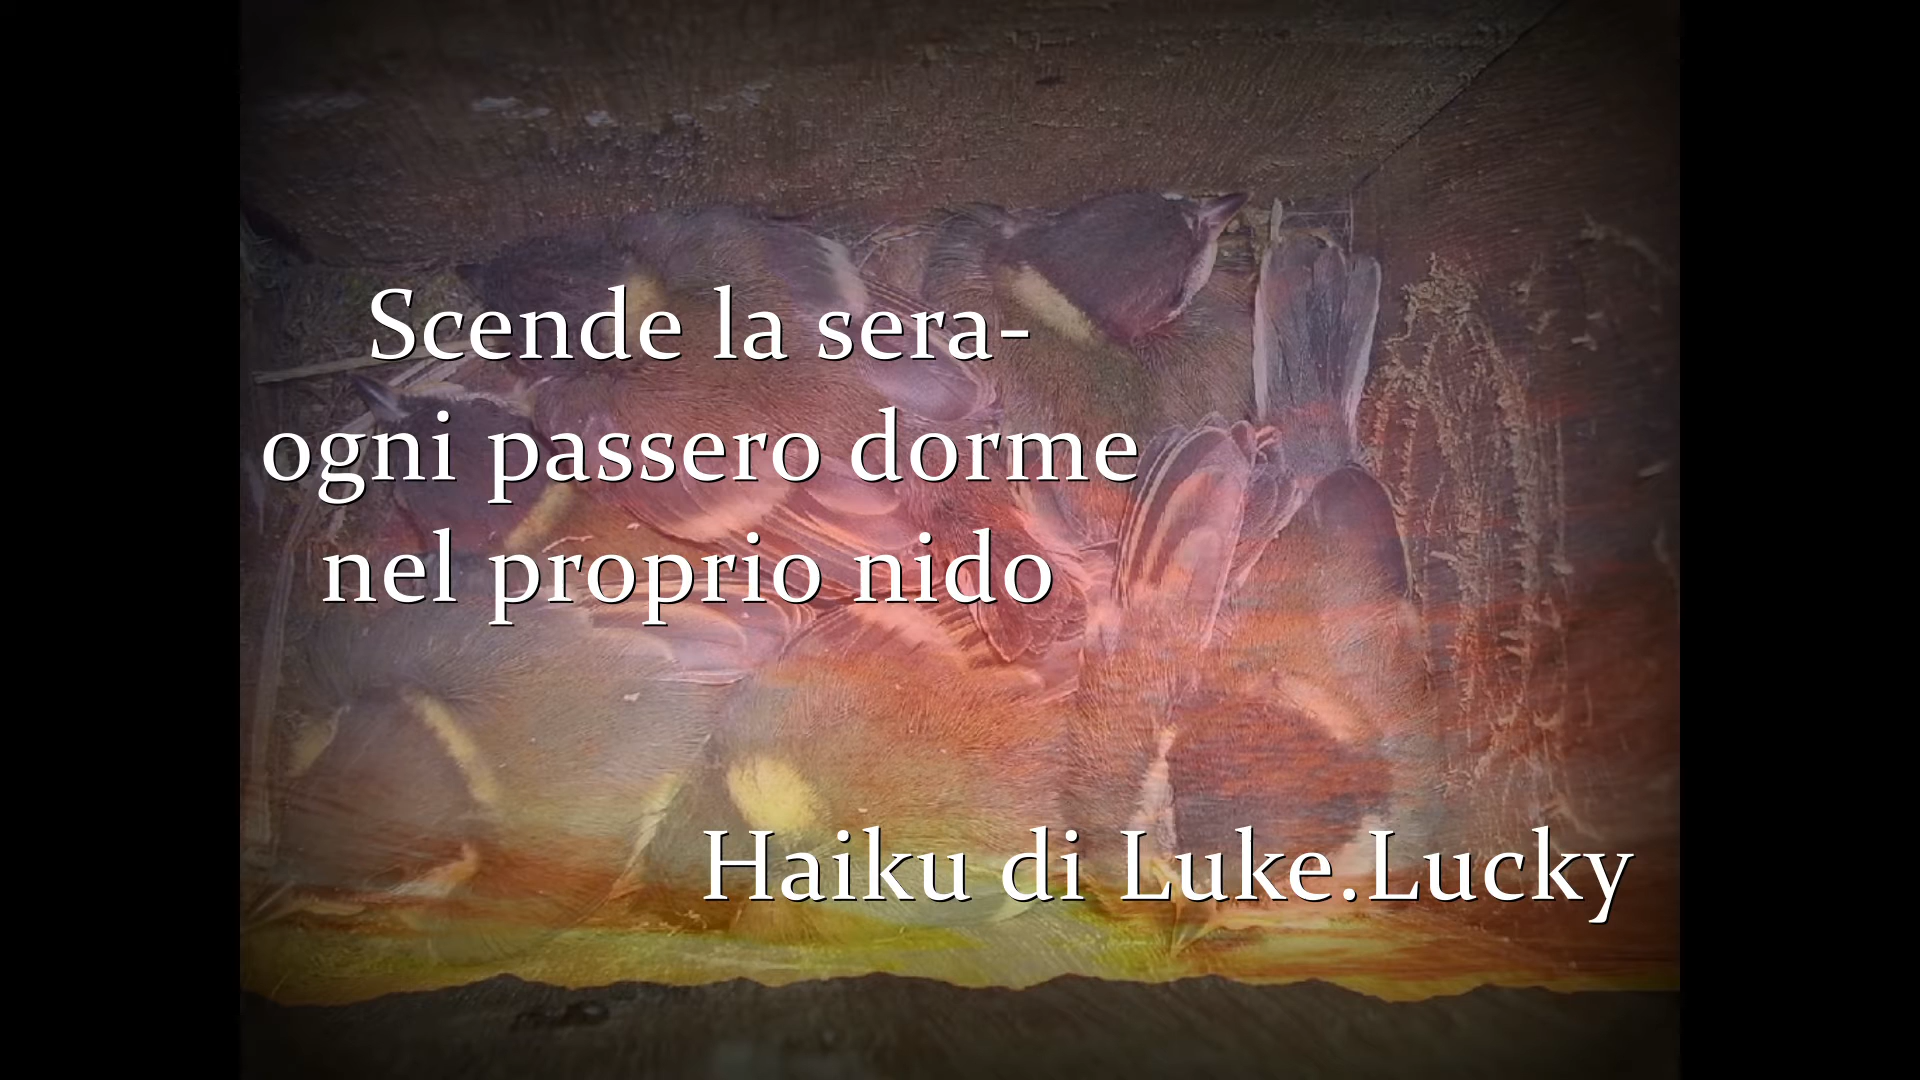 Scende la sera-
ogni passero dorme
nel proprio nido
Haiku di Luke.Lucky